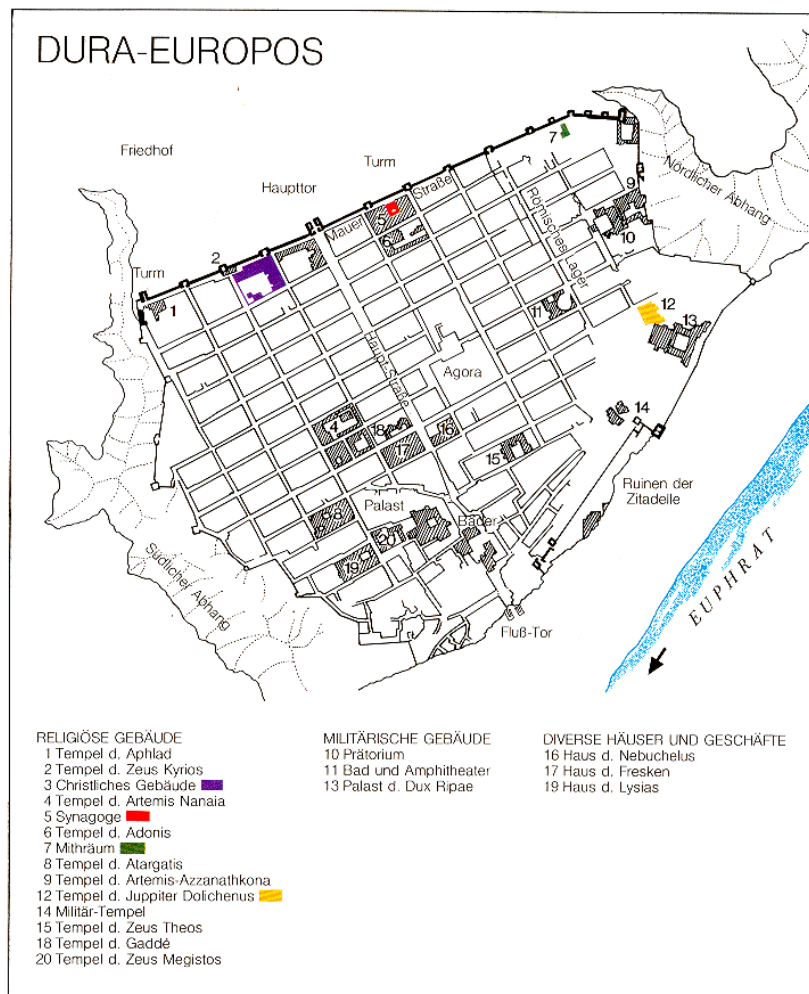 DURA-EUROPOS
Friedhof
Turm
Haupttor
7
Straße
Mauer
5
6
Römisches Lager
9
Nördlicher Abhang
10
2
Turm
1
11
12
13
Haupt-Straße
Agora
4
18
16
17
14
15
Ruinen der
Zitadelle
8
Palast
Bäder
20
19
Südlicher Abhang
EUPHRAT
Fluß-Tor
RELIGIÖSE GEBÄUDE
1 Tempel d. Aphlad
2 Tempel d. Zeus Kyrios
3 Christliches Gebäude
4 Tempel d. Artemis Nanaia
5 Synagoge
6 Tempel d. Adonis
7 Mithräum
8 Tempel d. Atargatis
9 Tempel d. Artemis-Azzanathkona
12 Tempel d. Juppiter Dolichenus
14 Militär-Tempel
15 Tempel d. Zeus Theos
18 Tempel d. Gaddé
20 Tempel d. Zeus Megistos
MILITÄRISCHE GEBÄUDE
10 Prätorium
11 Bad und Amphitheater
13 Palast d. Dux Ripae
DIVERSE HÄUSER UND GESCHÄFTE
16 Haus d. Nebuchelus
17 Haus d. Fresken
19 Haus d. Lysias